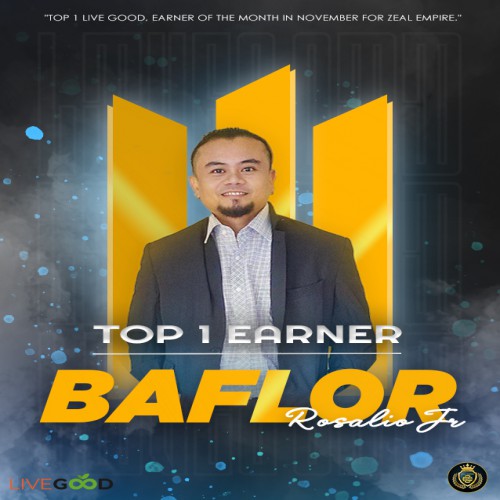 "TOP 1 LIVE GOOD, EARNER OF THE MONTH IN NOVEMBER FOR ZEAL EMPIRE."
TOP 1 EARNER
BAFLOR
Rosalio Jr
LIVEGOOD